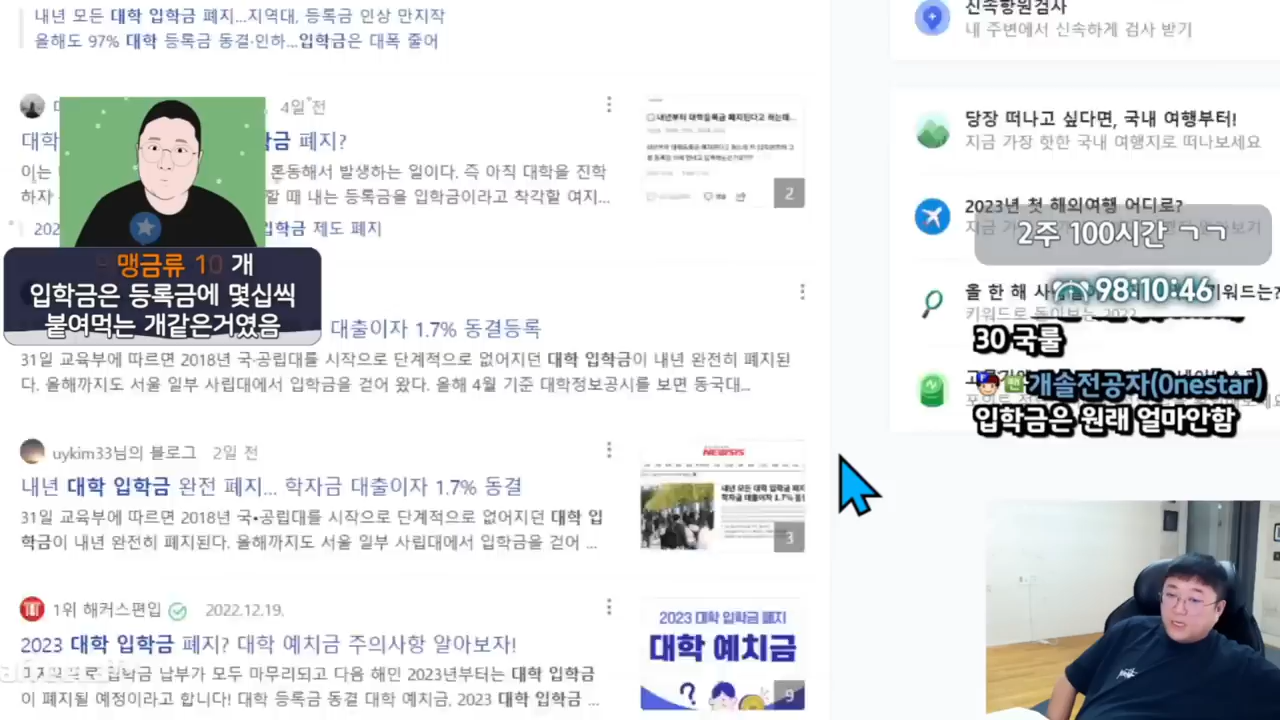 내년 모든 대학 입학금 폐지...지역대, 등록금 인상 만지작
올해도 97% 대학 등록금 동결·인하...입학금은 대폭 줄어
4일 전
대학
금 폐지?
이는
혼동해서 발생하는 일이다. 즉 아직 대학을 진학
하자
할 때 내는 등록금을 입학금이라고 착각할 여지...
202
입학금 제도 폐지
2
맹금류 10 개
입학금은 등록금에 몇십씩
붙여먹는 개같은거였음
대출이자 1.7% 동결등록
31일 교육부에 따르면 2018년 국·공립대를 시작으로 단계적으로 없어지던 대학 입학금이 내년 완전히 폐지된
다. 올해까지도 서울 일부 사립대에서 입학금을 걷어 왔다. 올해 4월 기준 대학정보공시를 보면 동국대...
uykim33님의 블로그 2일 전
내년 대학 입학금 완전 폐지... 학자금 대출이자 1.7% 동결
31일 교육부에 따르면 2018년 국•공립대를 시작으로 단계적으로 없어지던 대학 입
학금이 내년 완전히 폐지된다. 올해까지도 서울 일부 사립대에서 입학금을 걷어 ...
NEWSIS
3
1위 해커스편입 2022.12.19.
2023 대학 입학금 폐지? 대학 예치금 주의사항 알아보자!
입학금 납부가 모두 마무리되고 다음 해인 2023년부터는 대학 입학금
이 폐지될 예정이라고 합니다! 대학 등록금 동결 대학 예치금, 2023 대학 입학금 ...
2023 대학 입학금 폐지
대학 예치금
9
신속항원검사
내 주변에서 신속하게 검사 받기
당장 떠나고 싶다면, 국내 여행부터!
지금 가장 핫한 국내 여행지로 떠나보세요
2023년 첫 해외여행 어디로?
2주 100시간 ㄱㄱ
98:10:46
올 한 해 사
키워드는?
키워드로 돌아보는 2022
30 국룰
개솔전공자(0nestar)
입학금은 원래 얼마안함